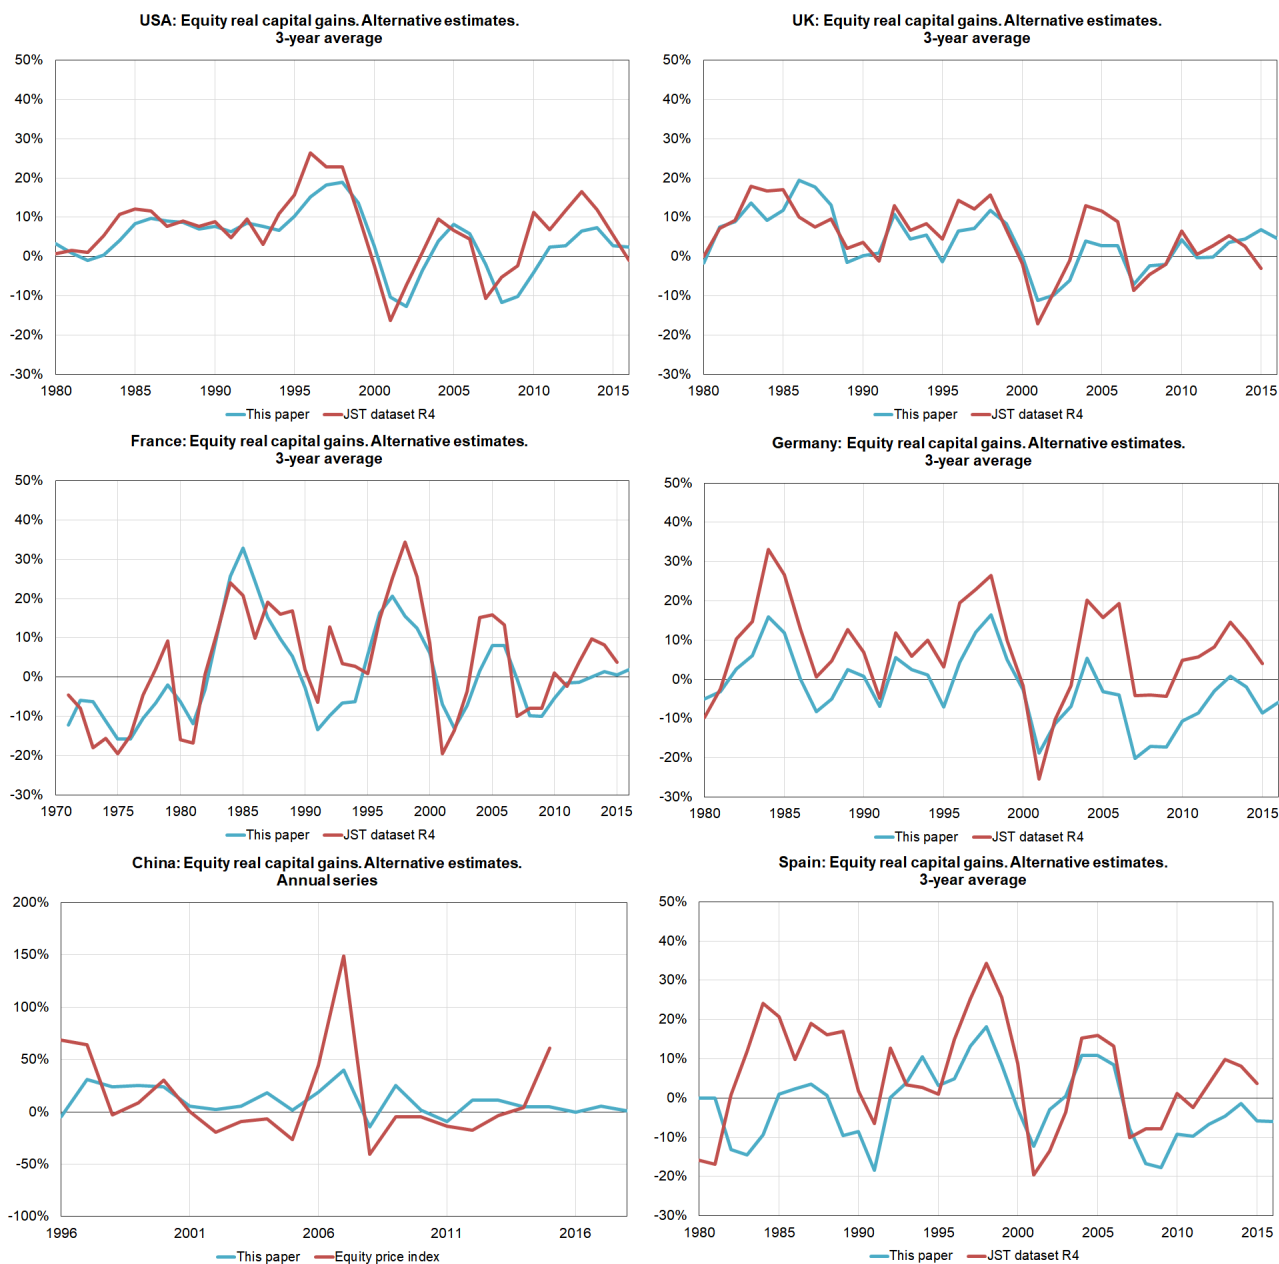 USA: Equity real capital gains. Alternative estimates.
3-year average
50%
40%
30%
20%
10%
0%
-10%
-20%
-30%
1980 1985 1990 1995 2000 2005 2010 2015
This paper JST dataset R4
UK: Equity real capital gains. Alternative estimates.
3-year average
50%
40%
30%
20%
10%
0%
-10%
-20%
-30%
1980 1985 1990 1995 2000 2005 2010 2015
This paper JST dataset R4
France: Equity real capital gains. Alternative estimates.
3-year average
50%
40%
30%
20%
10%
0%
-10%
-20%
-30%
1970 1975 1980 1985 1990 1995 2000 2005 2010 2015
This paper JST dataset R4
Germany: Equity real capital gains. Alternative estimates.
3-year average
50%
40%
30%
20%
10%
0%
-10%
-20%
-30%
1980 1985 1990 1995 2000 2005 2010 2015
This paper JST dataset R4
China: Equity real capital gains. Alternative estimates.
Annual series
200%
150%
100%
50%
0%
-50%
-100%
1996 2001 2006 2011 2016
This paper Equity price index
Spain: Equity real capital gains. Alternative estimates.
3-year average
50%
40%
30%
20%
10%
0%
-10%
-20%
-30%
1980 1985 1990 1995 2000 2005 2010 2015
This paper JST dataset R4